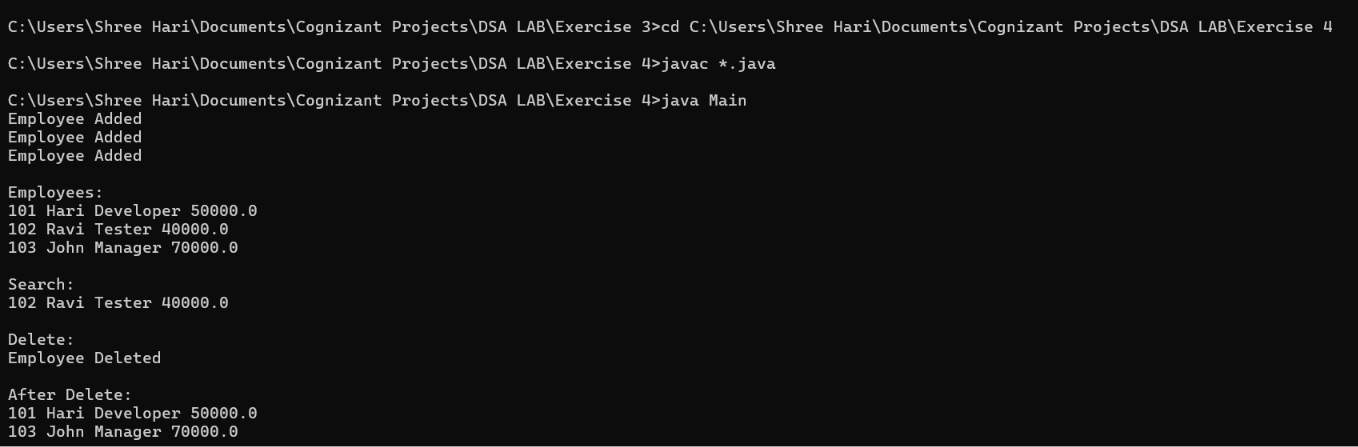 C:\Users\Shree Hari\Documents\Cognizant Projects\DSA LAB\Exercise 3>cd C:\Users\Shree Hari\Documents\Cognizant Projects\DSA LAB\Exercise 4
C:\Users\Shree Hari\Documents\Cognizant Projects\DSA LAB\Exercise 4>javac *.java
C:\Users\Shree Hari\Documents\Cognizant Projects\DSA LAB\Exercise 4>java Main
Employee Added
Employee Added
Employee Added
Employees:
101 Hari Developer 50000.0
102 Ravi Tester 40000.0
103 John Manager 70000.0
Search:
102 Ravi Tester 40000.0
Delete:
Employee Deleted
After Delete:
101 Hari Developer 50000.0
103 John Manager 70000.0